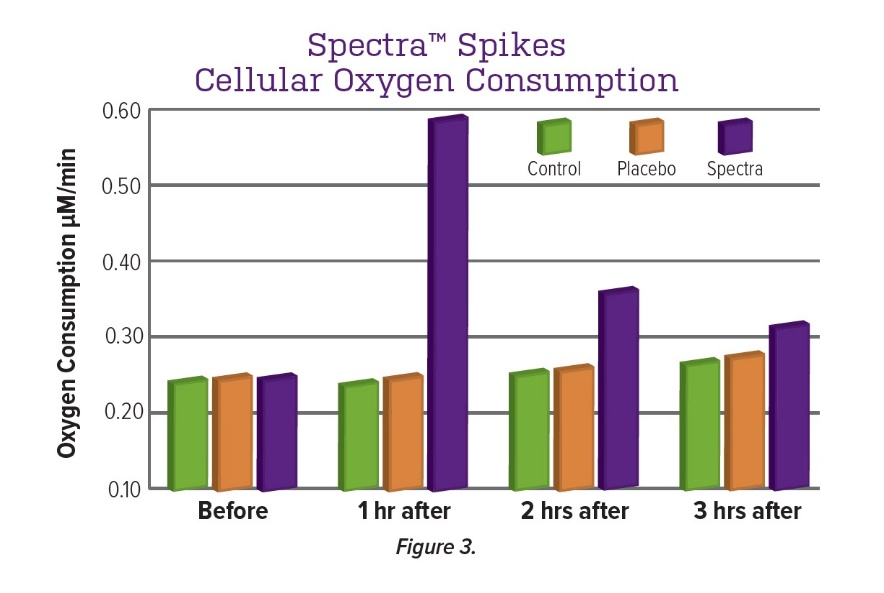 Spectra™ Spikes
Cellular Oxygen Consumption
Oxygen Consumption µM/min
0.60
0.50
0.40
0.30
0.20
0.10
Control
Placebo
Spectra
Before
1 hr after
2 hrs after
3 hrs after
Figure 3.